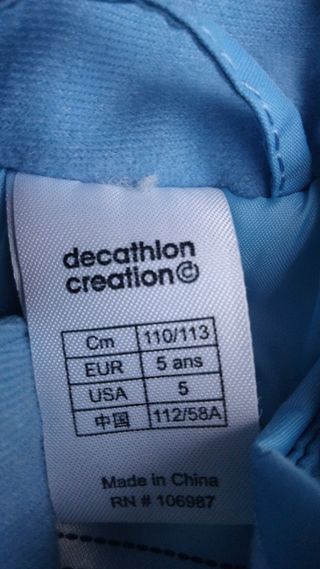 decathlon
creation©
Cm 110/113
EUR 5 ans
USA 5
中国 112/58A
Made in China
RN # 106987